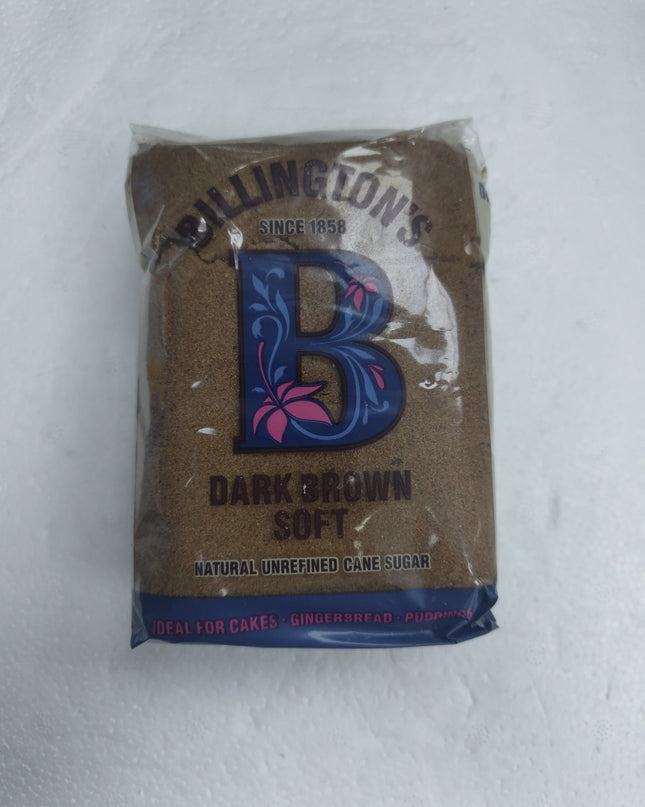 BILLINGTON'S
SINCE 1858
B
DARK BROWN
SOFT
NATURAL UNREFINED CANE SUGAR
IDEAL FOR CAKES · GINGERBREAD · PUDDINGS